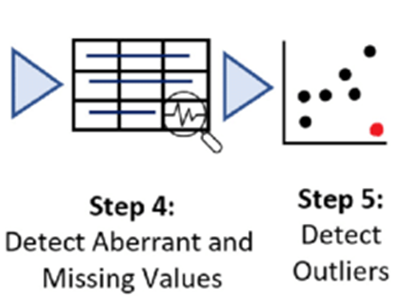 Step 4:
Detect Aberrant and
Missing Values
Step 5:
Detect
Outliers